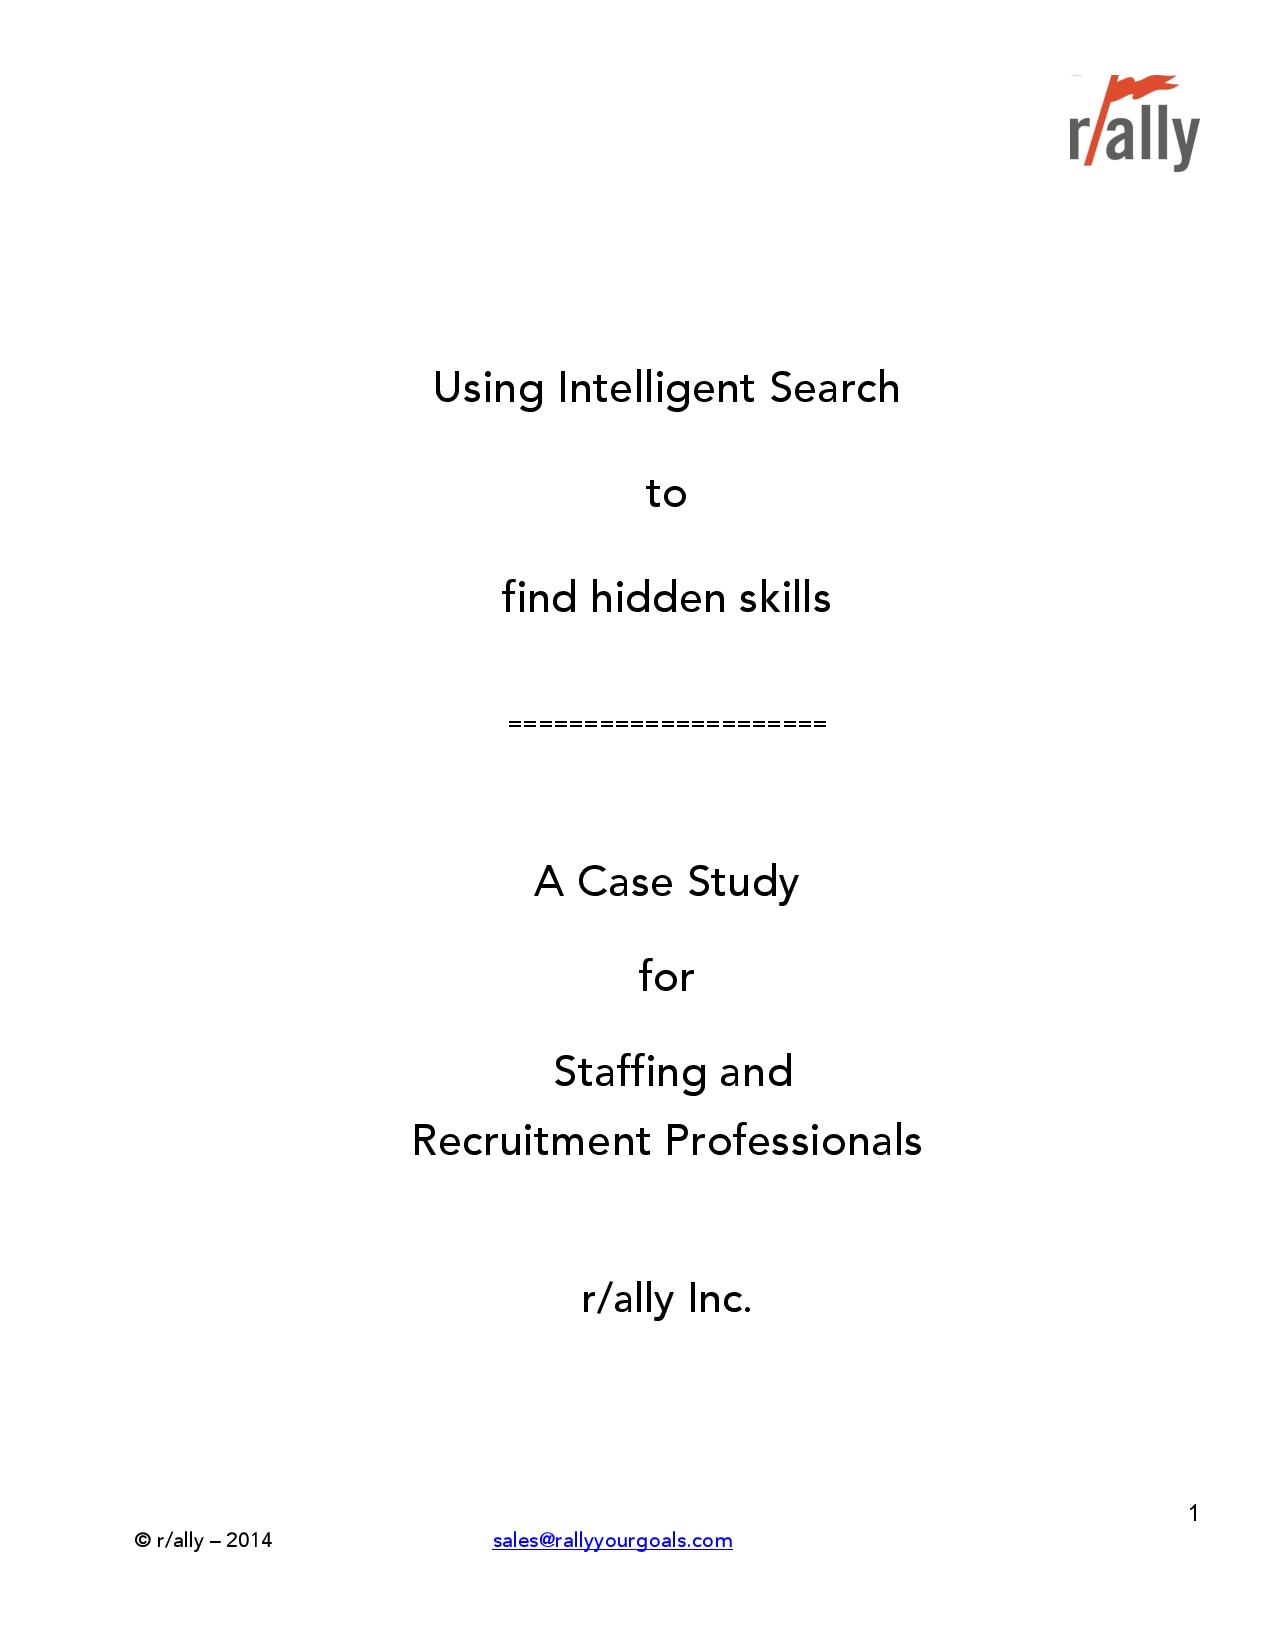 r/ally
Using Intelligent Search
to
find hidden skills
=====================
A Case Study
for
Staffing and
Recruitment Professionals
r/ally Inc.
1
© r/ally – 2014 sales@rallyyourgoals.com